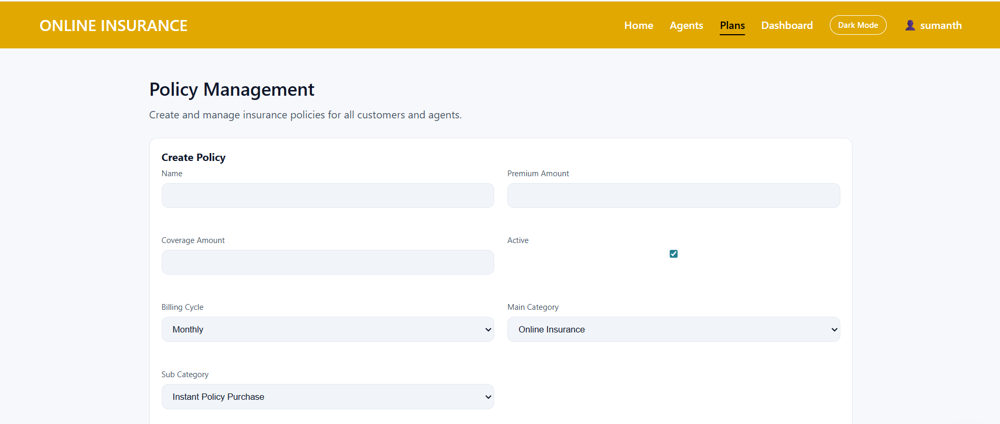 ONLINE INSURANCE
Home Agents Plans Dashboard Dark Mode sumanth
Policy Management
Create and manage insurance policies for all customers and agents.
Create Policy
Name Premium Amount
Coverage Amount Active
Billing Cycle Main Category
Monthly Online Insurance
Sub Category
Instant Policy Purchase